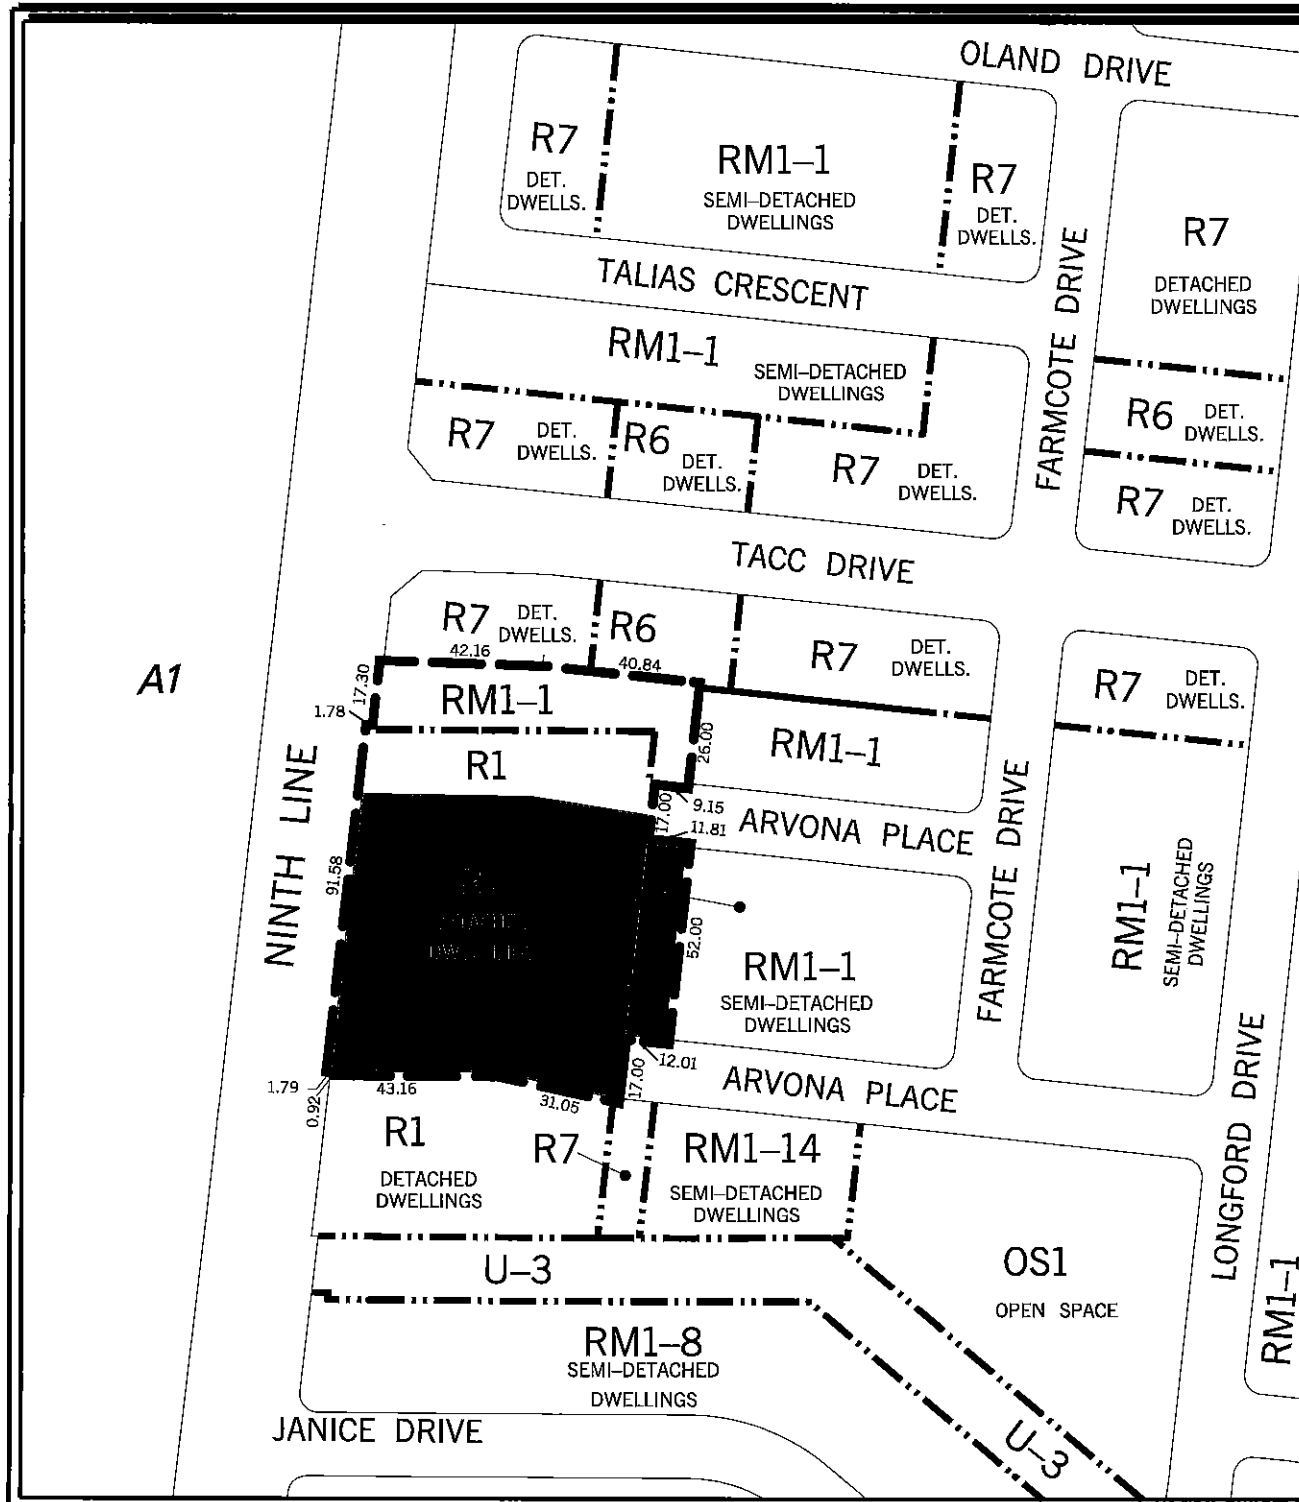 OLAND DRIVE
R7
DET.
DWELLS.
RM1–1
SEMI–DETACHED
DWELLINGS
R7
DET.
DWELLS.
R7
DETACHED
DWELLINGS
TALIAS CRESCENT
FARMCOTE DRIVE
RM1–1
SEMI–DETACHED
DWELLINGS
R7
DET.
DWELLS.
R6
DET.
DWELLS.
R7
DET.
DWELLS.
R6
DET.
DWELLS.
R7
DET.
DWELLS.
TACC DRIVE
A1
R7
DET.
DWELLS.
R6
R7
DET.
DWELLS.
R7
DET.
DWELLS.
42.16
40.84
17.30
1.78
RM1–1
26.00
RM1–1
R1
NINTH LINE
9.15
17.00
11.81
ARVONA PLACE
FARMCOTE DRIVE
91.58
52.00
RM1–1
SEMI–DETACHED
DWELLINGS
RM1–1
SEMI–DETACHED
DWELLINGS
12.01
17.00
1.79
0.92
43.16
31.05
ARVONA PLACE
LONGFORD DRIVE
R1
DETACHED
DWELLINGS
R7
RM1–14
SEMI–DETACHED
DWELLINGS
OS1
OPEN SPACE
U–3
RM1–8
SEMI–DETACHED
DWELLINGS
RM1–1
JANICE DRIVE
U–3